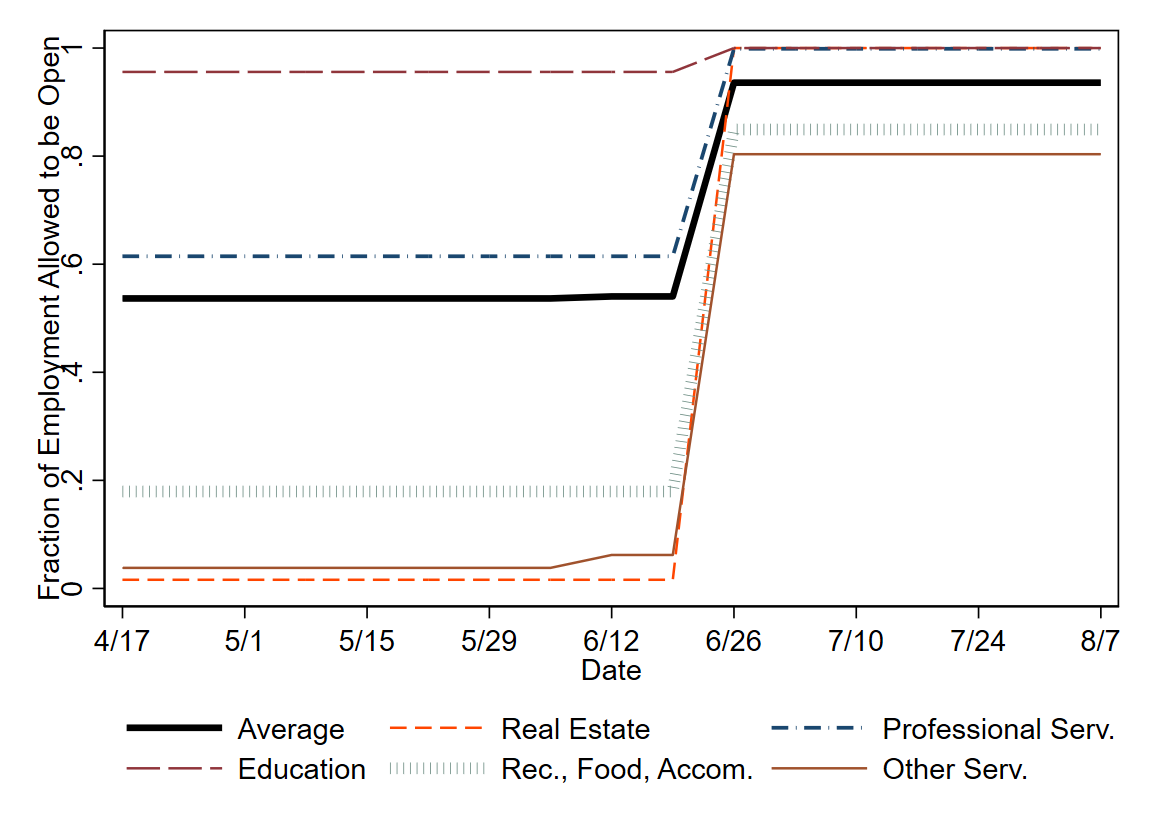 Fraction of Employment Allowed to be Open
1
.8
.6
.4
.2
0
4/17 5/1 5/15 5/29 6/12 6/26 7/10 7/24 8/7
Date
Average Real Estate Professional Serv.
Education Rec., Food, Accom. Other Serv.